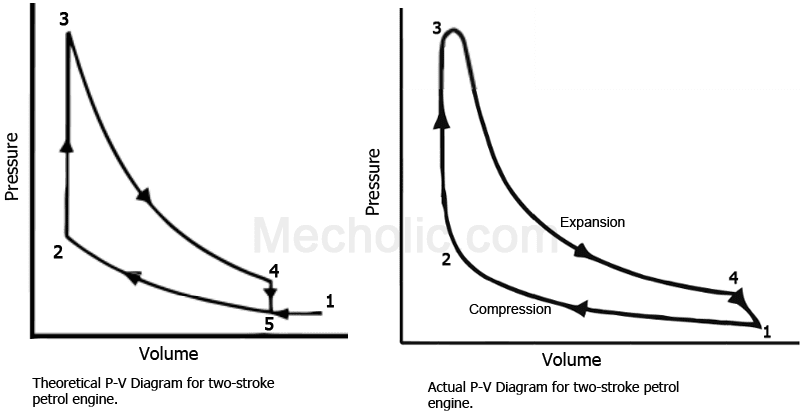 3
Pressure
2
4
1
5
Volume
Theoretical P-V Diagram for two-stroke
petrol engine.
3
Pressure
Expansion
2
4
Compression
1
Volume
Actual P-V Diagram for two-stroke petrol
engine.
Mecholic.com